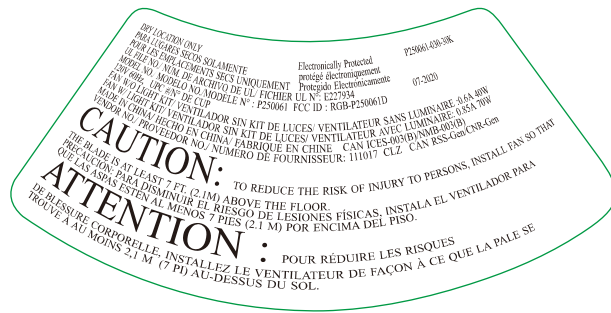 DRY LOCATION ONLY
PARA LUGARES SECOS SOLAMENTE
POUR LES EMPLACEMENTS SECS UNIQUEMENT
Electronically Protected
protégé électroniquement
Protegido Electrónicamente
P250061-030-30K
07-2020
UL FILE NO./ NUM. DE ARCHIVO DE UL/ FICHIER UL N°: E227934
MODEL NO./ MODELO NO./MODELE N° : P250061 FCC ID : RGB-P250061D
120V 60Hz, UPC 8/N° DE CUP
FAN W/O LIGHT KIT/ VENTILADOR SIN KIT DE LUCES/ VENTILATEUR SANS LUMINAIRE :0.6A 40W
FAN W/ LIGHT KIT/ VENTILADOR SIN KIT DE LUCES/ VENTILATEUR AVEC LUMINAIRE: 0.85A 70W
MADE IN CHINA/ HECHO EN CHINA/ FABRIQUÉ EN CHINE CAN ICES-003(B)/NMB-003(B)
VENDOR NO./ PROVEEDOR NO/ NUMERO DE FOURNISSEUR: 111017 CLZ CAN RSS-Gen/CNR-Gen
CAUTION: TO REDUCE THE RISK OF INJURY TO PERSONS, INSTALL FAN SO THAT
THE BLADE IS AT LEAST 7 FT. (2.1M) ABOVE THE FLOOR.
PRECAUCIÓN: PARA DISMINUIR EL RIESGO DE LESIONES FÍSICAS, INSTALA EL VENTILADOR PARA
QUE LAS ASPAS ESTÉN AL MENOS 7 PIES (2.1 M) POR ENCIMA DEL PISO.
ATTENTION : POUR RÉDUIRE LES RISQUES
DE BLESSURE CORPORELLE, INSTALLEZ LE VENTILATEUR DE FAÇON À CE QUE LA PALE SE
TROUVE À AU MOINS 2,1 M (7 PI) AU-DESSUS DU SOL.